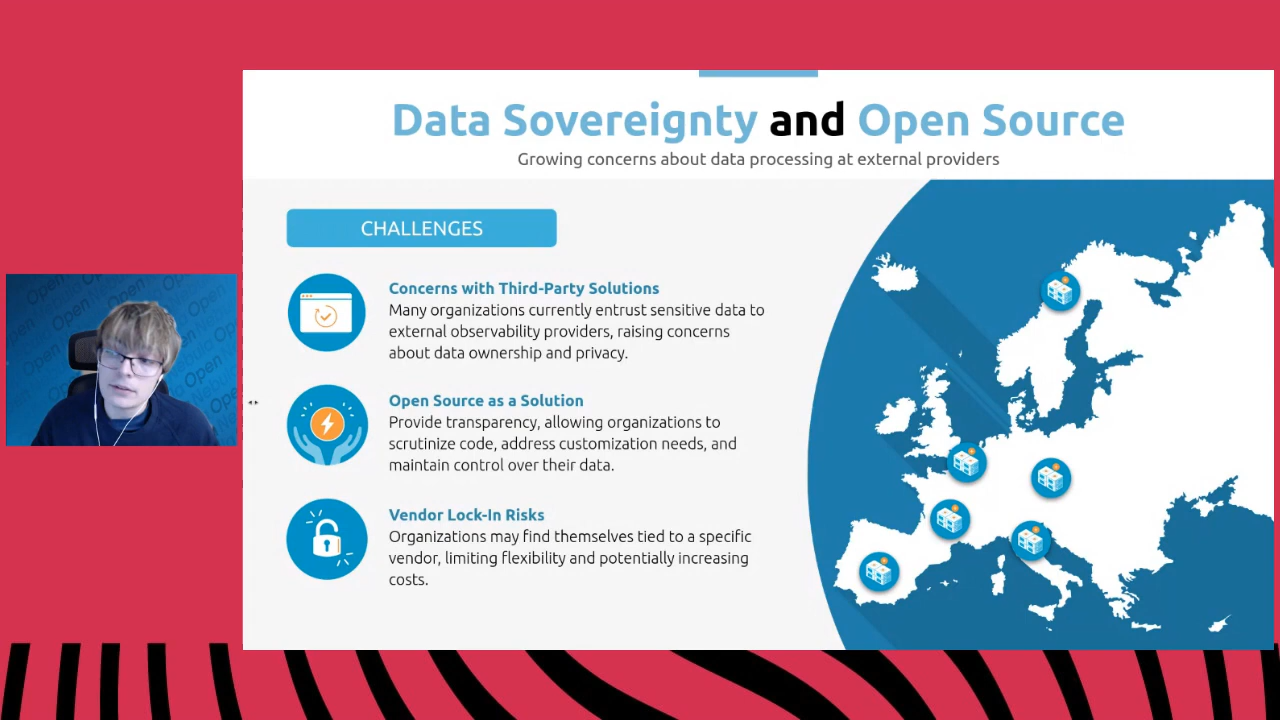 Data Sovereignty and Open Source
Growing concerns about data processing at external providers
CHALLENGES
Concerns with Third-Party Solutions
Many organizations currently entrust sensitive data to
external observability providers, raising concerns
about data ownership and privacy.
Open Source as a Solution
Provide transparency, allowing organizations to
scrutinize code, address customization needs, and
maintain control over their data.
Vendor Lock-In Risks
Organizations may find themselves tied to a specific
vendor, limiting flexibility and potentially increasing
costs.